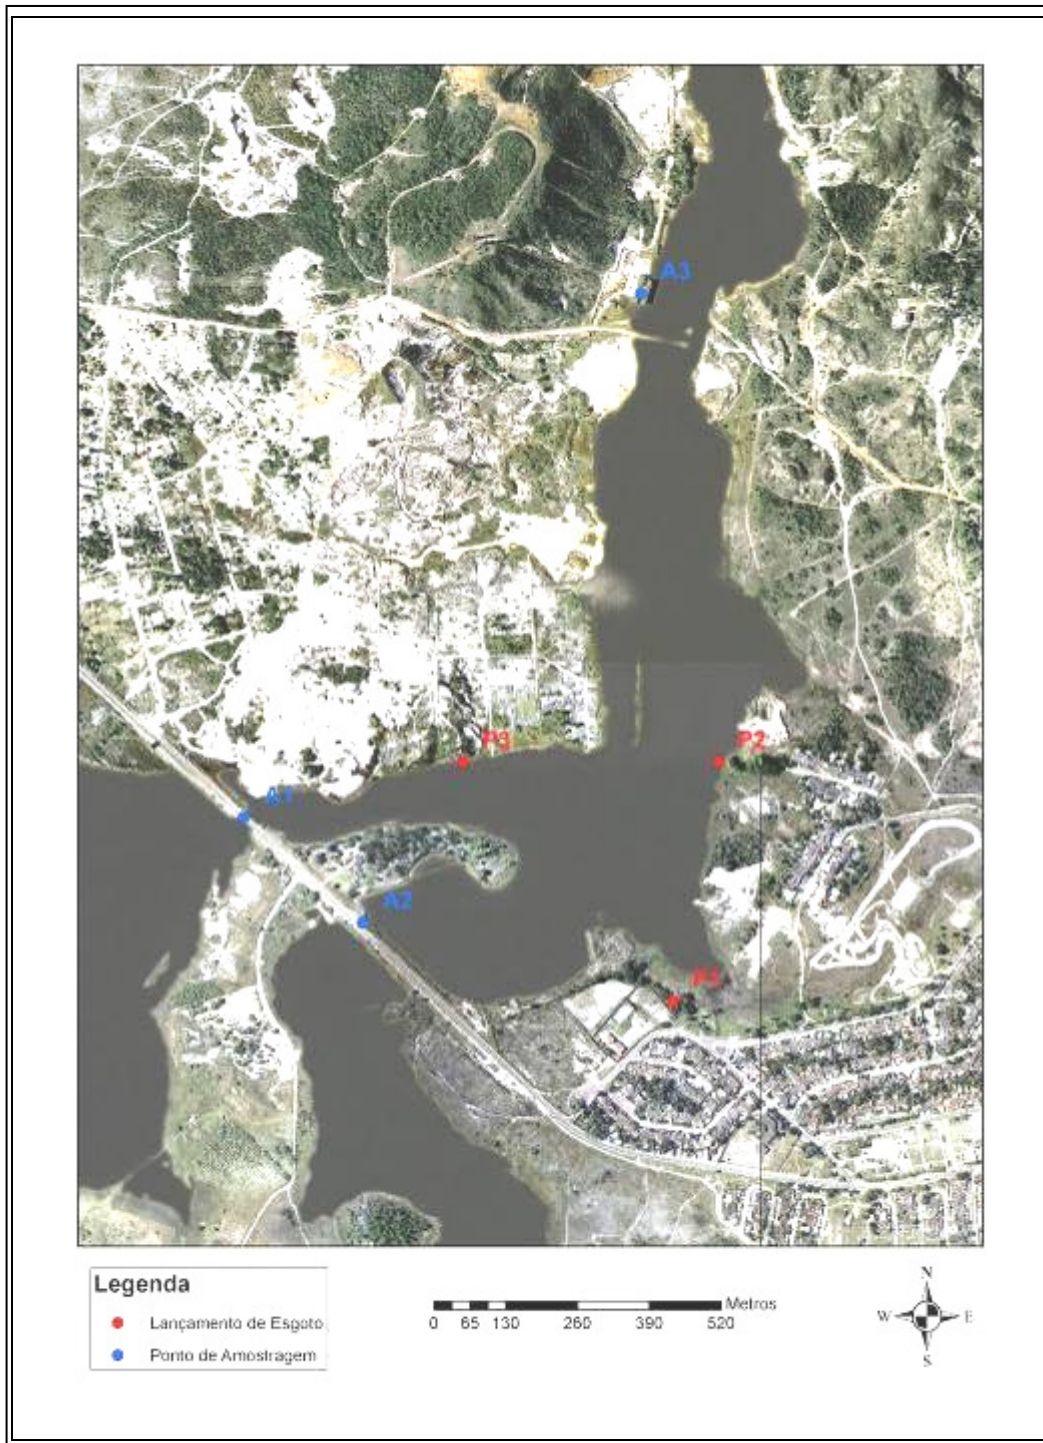 A3
P3
P2
A1
A2
P1
Legenda
Lançamento de Esgoto
Ponto de Amostragem
Metros
0 65 130 260 390 520
N
W E
S